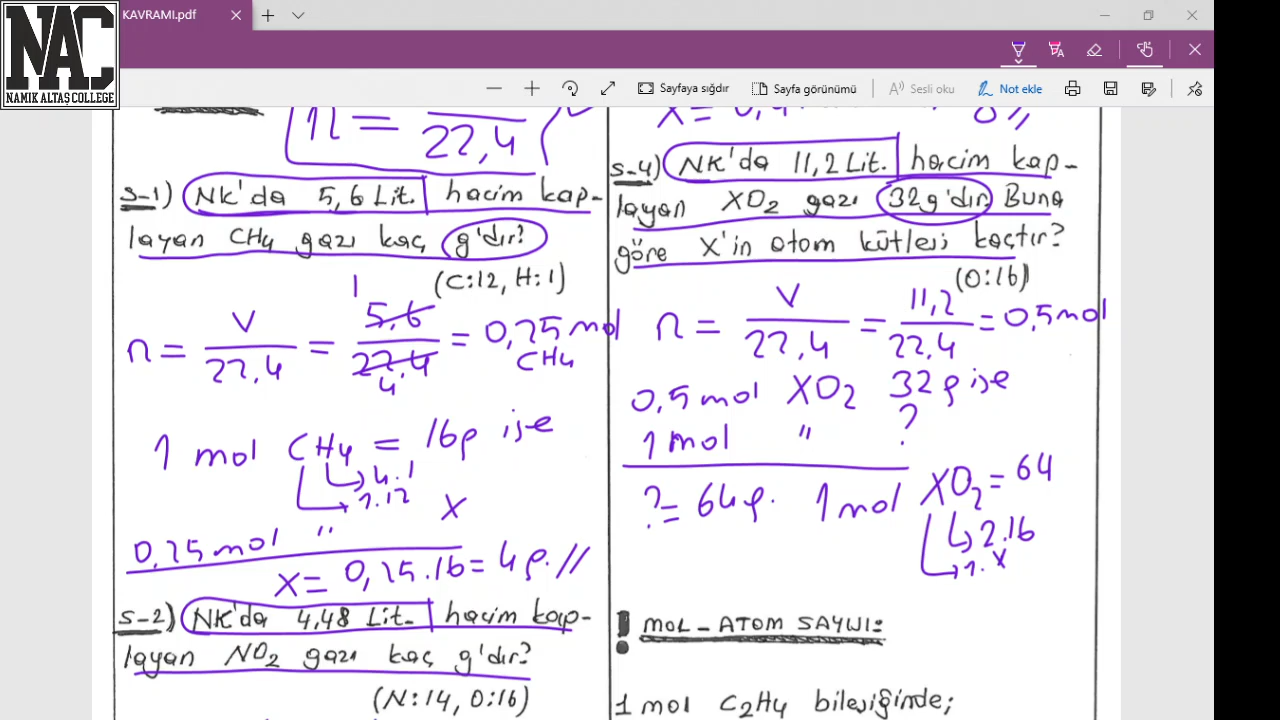 NAC
NAMIK ALTAŞ COLLEGE
KAVRAMI.pdf
Sayfaya sığdır
Sayfa görünümü
Sesli oku
Not ekle
n = 22,4
S-1) NK'da 5,6 Lit. hacim kap-
layan CH4 gazı kaç g'dır?
(C:12, H:1)
n = V/22,4 = 5,6/22,4 = 0,25 mol
1
4
CH4
1 mol CH4 = 16g ise
4.1
1.12
0,25 mol " X
X = 0,25.16 = 4g.//
S-2) NK'da 4,48 Lit. hacim kap-
layan NO2 gazı kaç g'dır?
(N:14, O:16)
S-4) NK'da 11,2 Lit. hacim kap-
layan XO2 gazı 32g'dır. Buna
göre X'in atom kütlesi kaçtır?
(O:16)
n = V/22,4 = 11,2/22,4 = 0,5 mol
0,5 mol XO2 32g ise
1 mol " ?
? = 64g. 1 mol XO2 = 64
2.16
1.X
! MOL-ATOM SAYISI:
1 mol C2H4 bileşiğinde;